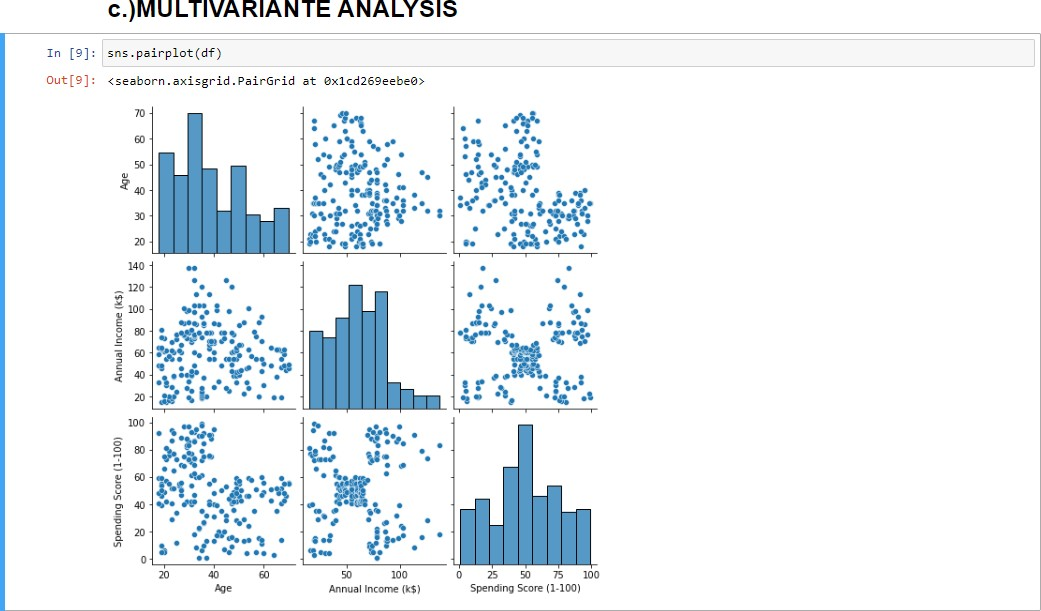 c.)MULTIVARIANTE ANALYSIS
In [9]: sns.pairplot(df)
Out[9]: <seaborn.axisgrid.PairGrid at 0x1cd269eebe0>
70
60
50
40
30
20
Age
140
120
100
80
60
40
20
Annual Income (k$)
100
80
60
40
20
0
Spending Score (1-100)
20 40 60 50 100 0 25 50 75 100
Age Annual Income (k$) Spending Score (1-100)